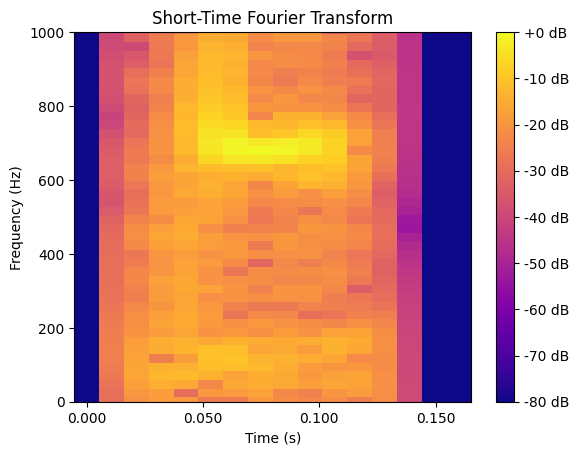 Short-Time Fourier Transform
Frequency (Hz)
1000
800
600
400
200
0
0.000
0.050
0.100
0.150
Time (s)
+0 dB
-10 dB
-20 dB
-30 dB
-40 dB
-50 dB
-60 dB
-70 dB
-80 dB